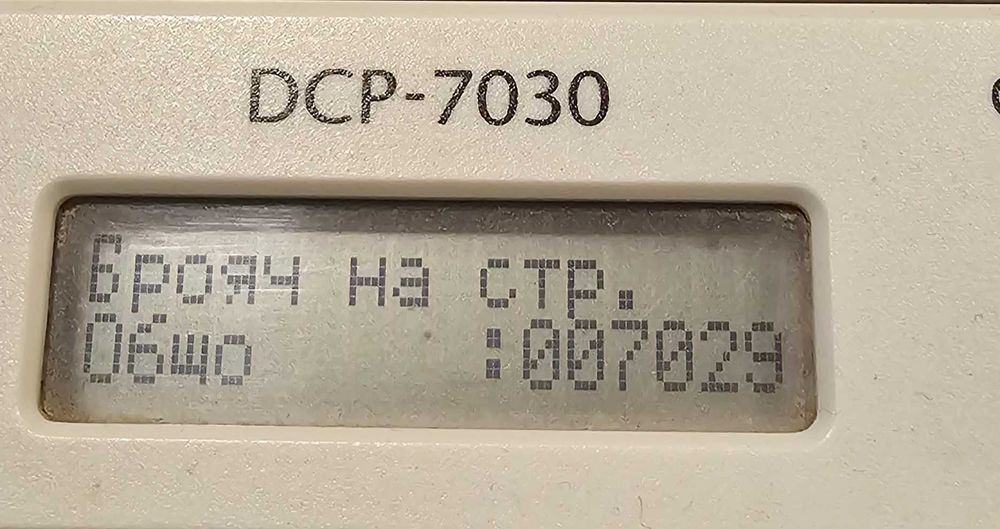 DCP-7030
брояч на стр.
Общо :007029